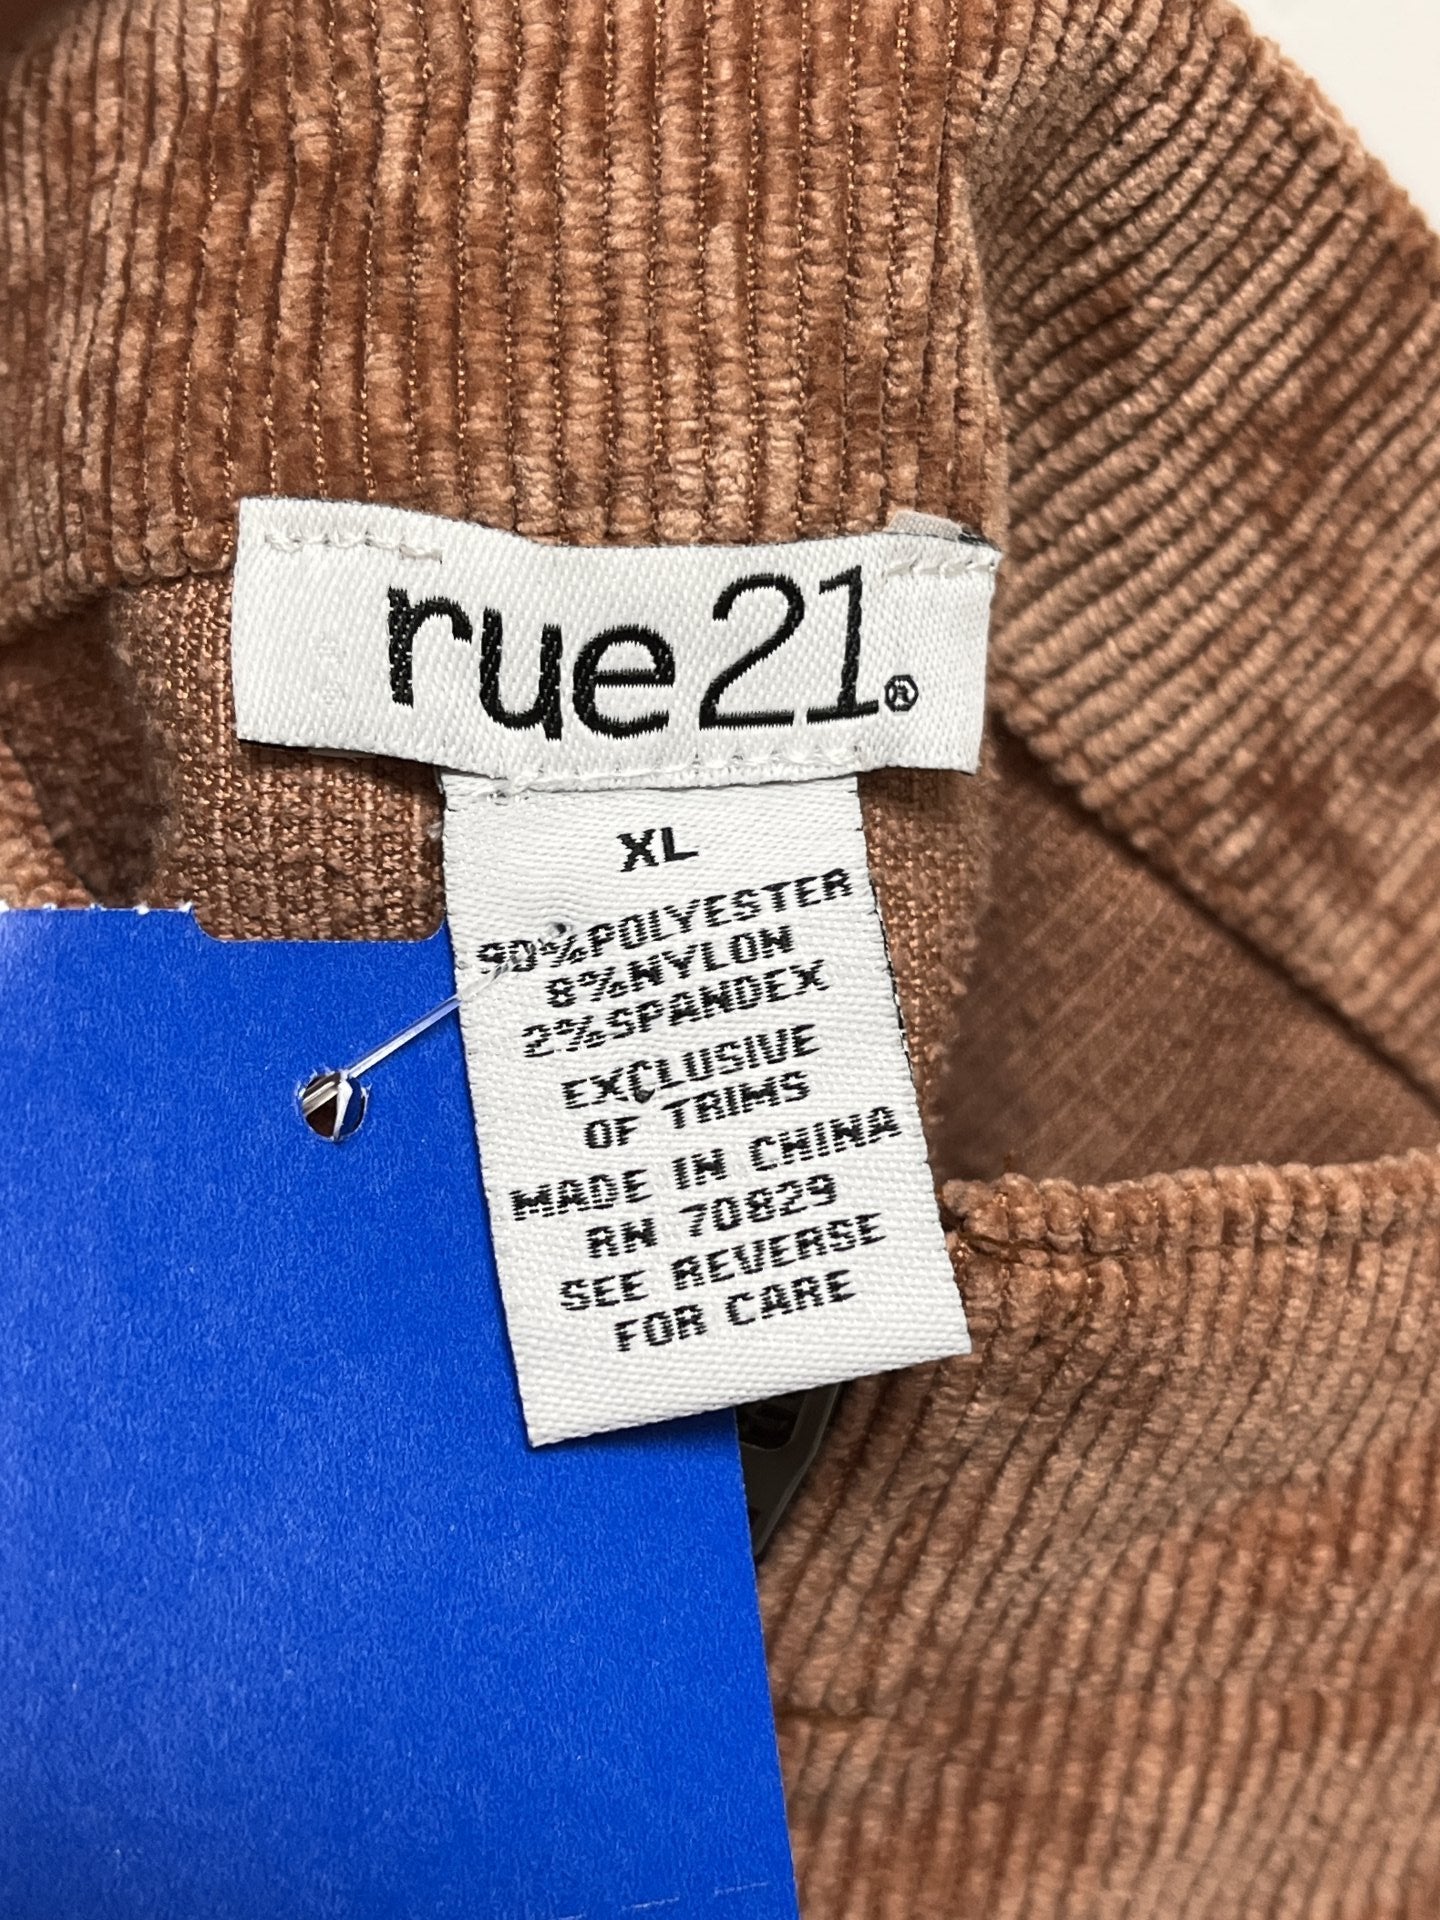 rue21®
XL
90%POLYESTER
8%NYLON
2%SPANDEX
EXCLUSIVE
OF TRIMS
MADE IN CHINA
RN 70829
SEE REVERSE
FOR CARE